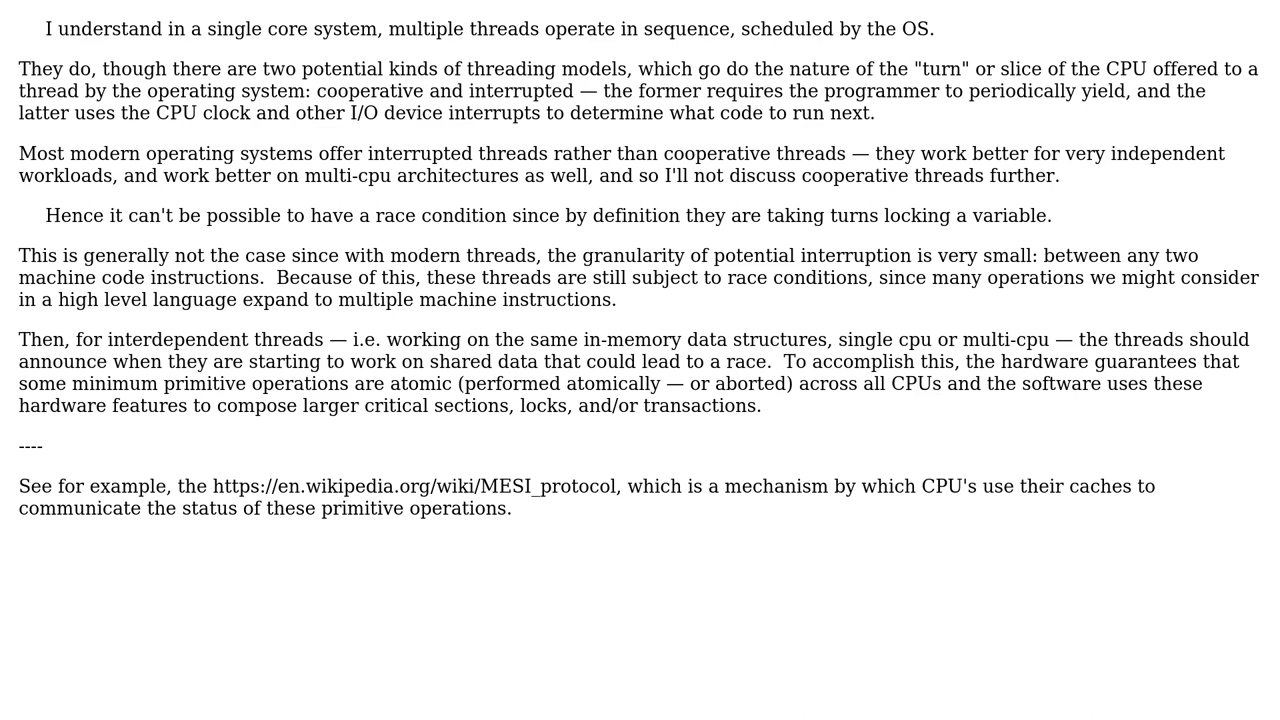 I understand in a single core system, multiple threads operate in sequence, scheduled by the OS.
They do, though there are two potential kinds of threading models, which go do the nature of the "turn" or slice of the CPU offered to a
thread by the operating system: cooperative and interrupted — the former requires the programmer to periodically yield, and the
latter uses the CPU clock and other I/O device interrupts to determine what code to run next.
Most modern operating systems offer interrupted threads rather than cooperative threads — they work better for very independent
workloads, and work better on multi-cpu architectures as well, and so I'll not discuss cooperative threads further.
Hence it can't be possible to have a race condition since by definition they are taking turns locking a variable.
This is generally not the case since with modern threads, the granularity of potential interruption is very small: between any two
machine code instructions.  Because of this, these threads are still subject to race conditions, since many operations we might consider
in a high level language expand to multiple machine instructions.
Then, for interdependent threads — i.e. working on the same in-memory data structures, single cpu or multi-cpu — the threads should
announce when they are starting to work on shared data that could lead to a race.  To accomplish this, the hardware guarantees that
some minimum primitive operations are atomic (performed atomically — or aborted) across all CPUs and the software uses these
hardware features to compose larger critical sections, locks, and/or transactions.
----
See for example, the https://en.wikipedia.org/wiki/MESI_protocol, which is a mechanism by which CPU's use their caches to
communicate the status of these primitive operations.